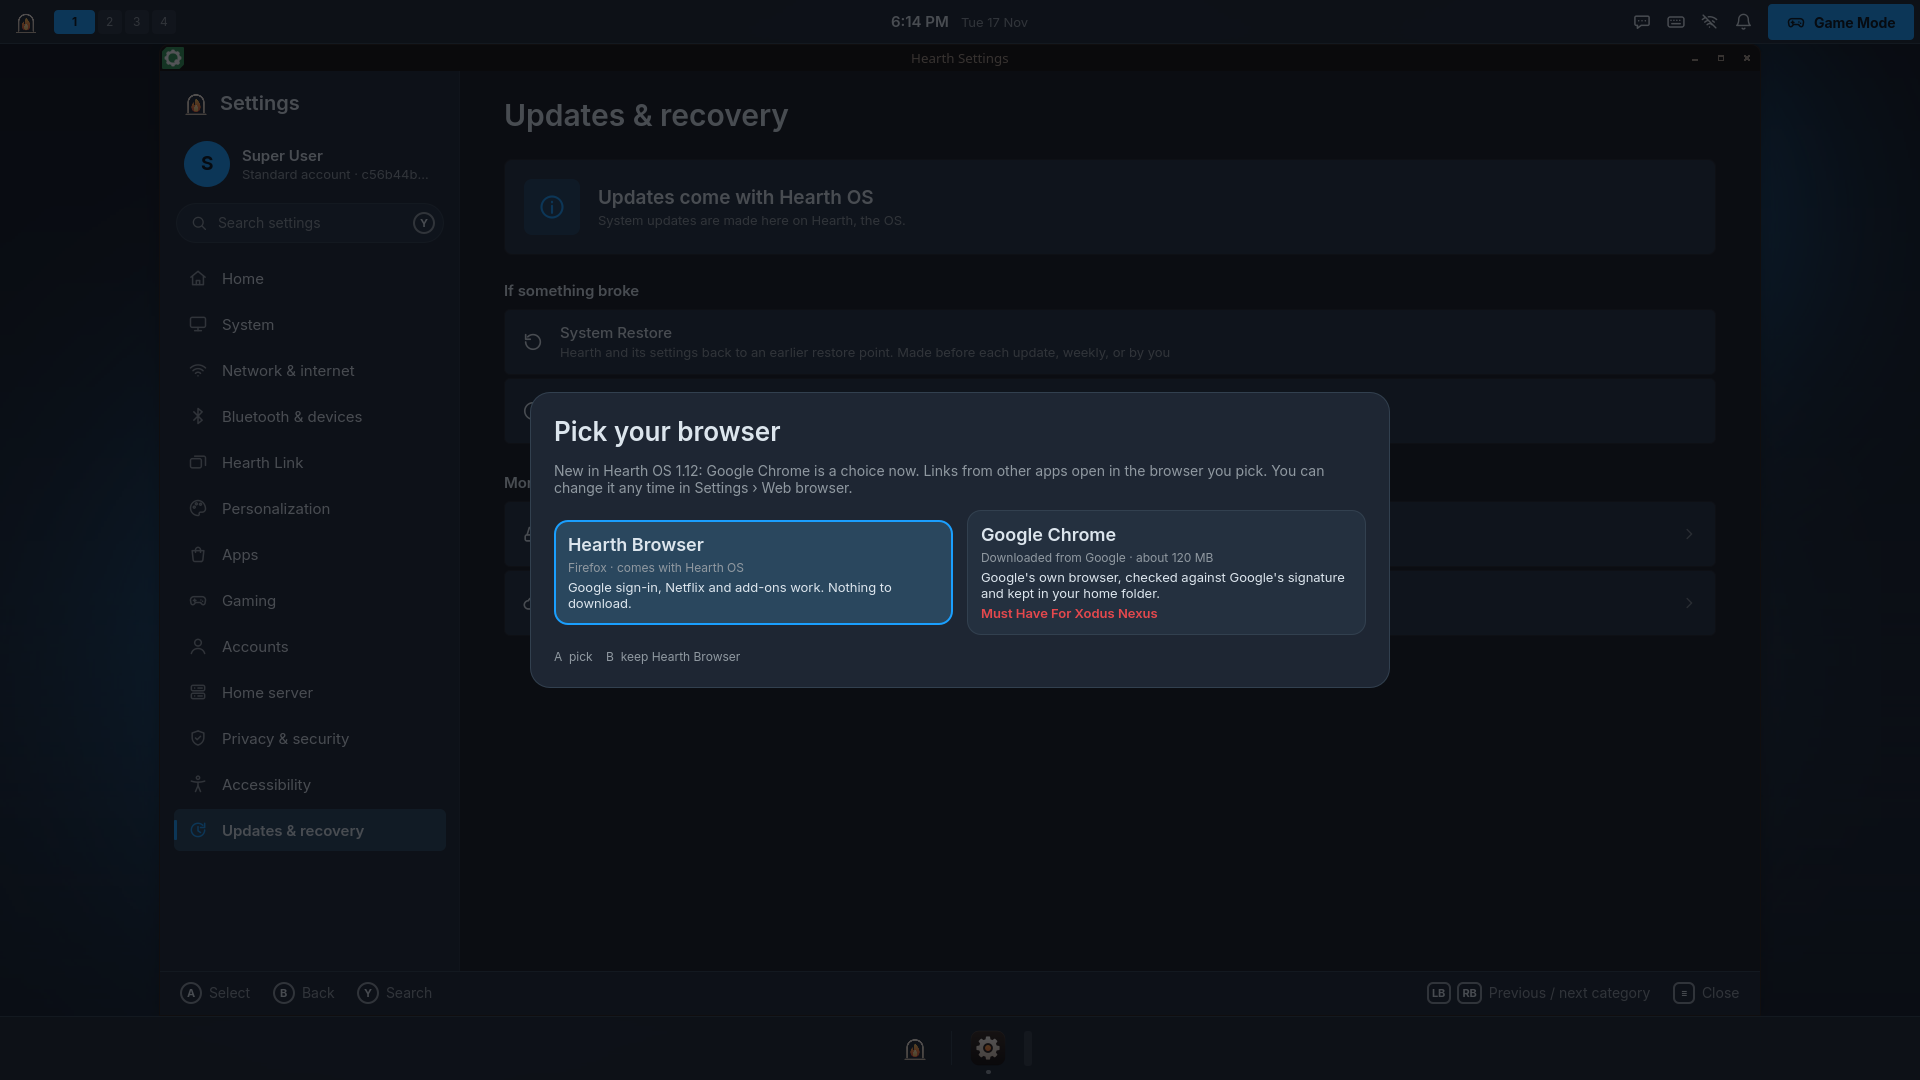 1 2 3 4
6:14 PM Tue 17 Nov
Game Mode
Hearth Settings
Settings
S
Super User
Standard account · c56b44b...
Search settings Y
Home
System
Network & internet
Bluetooth & devices
Hearth Link
Personalization
Apps
Gaming
Accounts
Home server
Privacy & security
Accessibility
Updates & recovery
Updates & recovery
Updates come with Hearth OS
System updates are made here on Hearth, the OS.
If something broke
System Restore
Hearth and its settings back to an earlier restore point. Made before each update, weekly, or by you
Pick your browser
New in Hearth OS 1.12: Google Chrome is a choice now. Links from other apps open in the browser you pick. You can
change it any time in Settings › Web browser.
Hearth Browser
Firefox · comes with Hearth OS
Google sign-in, Netflix and add-ons work. Nothing to
download.
Google Chrome
Downloaded from Google · about 120 MB
Google's own browser, checked against Google's signature
and kept in your home folder.
Must Have For Xodus Nexus
A pick B keep Hearth Browser
A Select B Back Y Search
LB RB Previous / next category ≡ Close